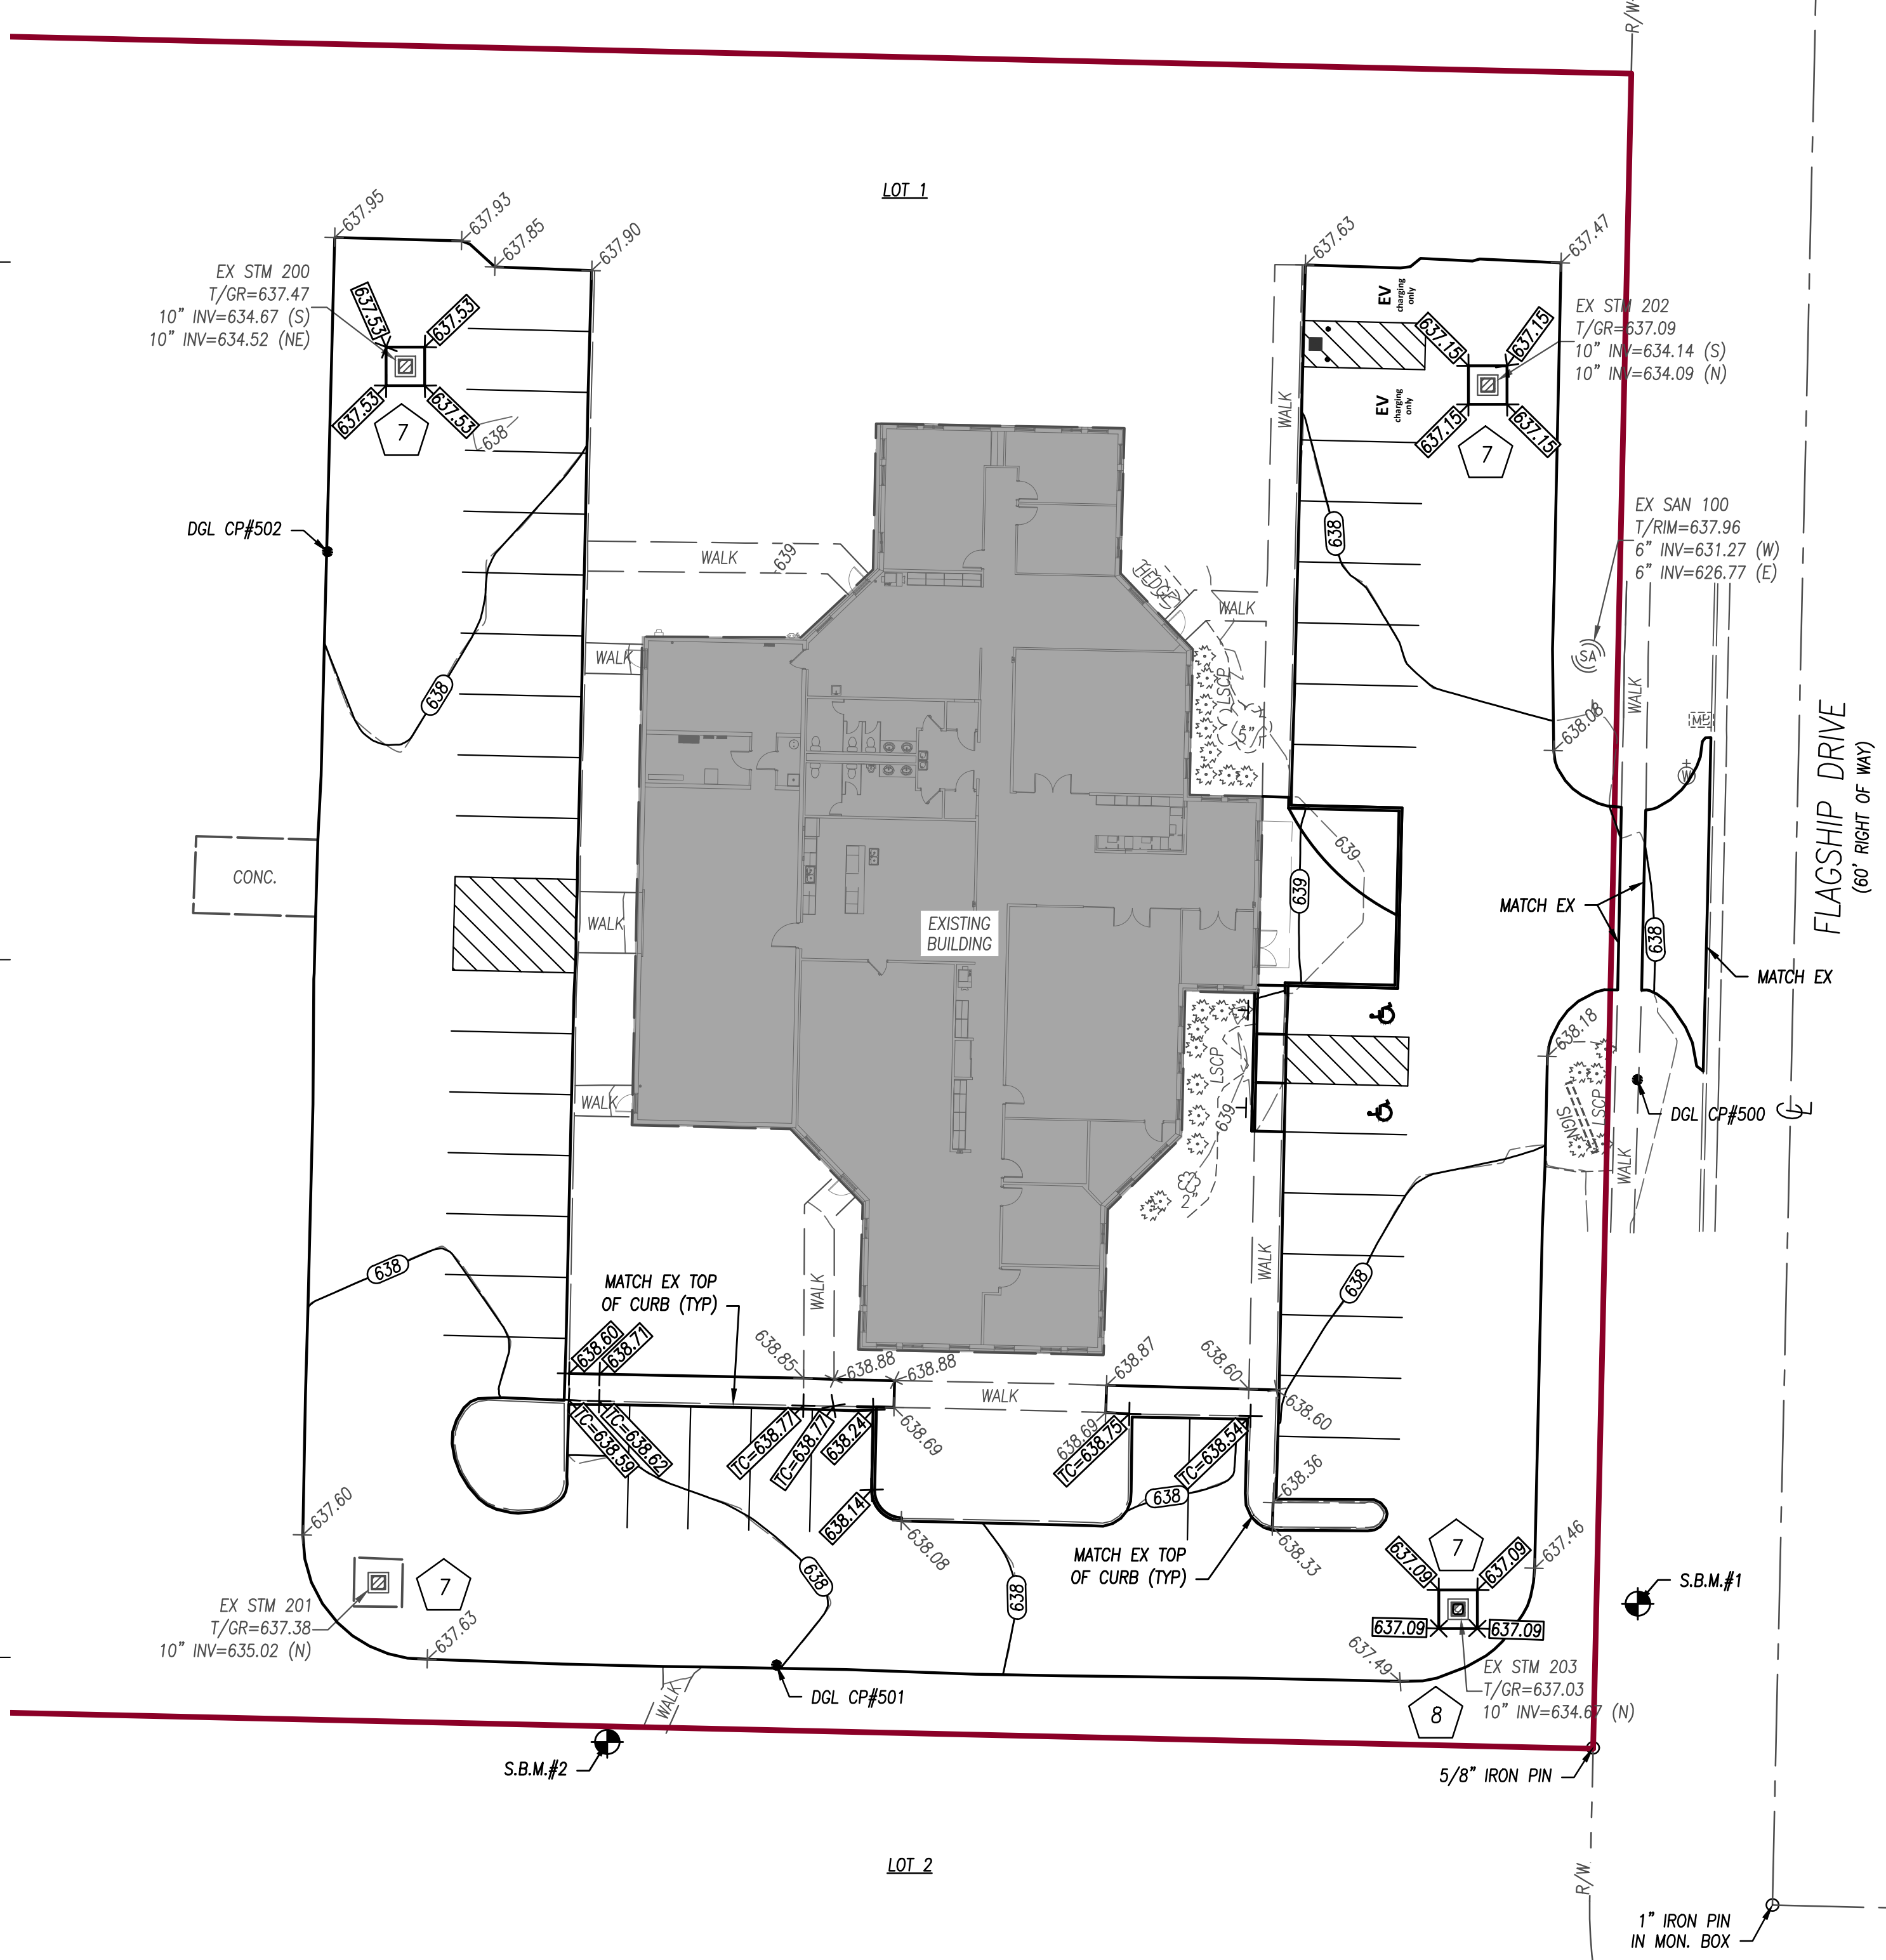 R/W
LOT 1
637.95
637.93
637.85
637.90
637.63
637.47
EX STM 200
T/GR=637.47
10" INV=634.67 (S)
10" INV=634.52 (NE)
637.53
637.53
637.53
637.53
7
638
EV
charging
only
EV
charging
only
637.15
637.15
637.15
637.15
7
EX STM 202
T/GR=637.09
10" INV=634.14 (S)
10" INV=634.09 (N)
WALK
DGL CP#502
WALK
639
638
EX SAN 100
T/RIM=637.96
6" INV=631.27 (W)
6" INV=626.77 (E)
HEDGE
WALK
WALK
SA
WALK
638
LSCP
5"
638.08
W
FLAGSHIP DRIVE
(60' RIGHT OF WAY)
CONC.
639
WALK
639
EXISTING
BUILDING
MATCH EX
638
MATCH EX
638.18
LSCP
639
WALK
SIGN
LSCP
WALK
DGL CP#500
CL
2"
638
WALK
WALK
638
MATCH EX TOP
OF CURB (TYP)
638.60
638.71
638.85
638.88
638.88
638.87
638.60
WALK
638.60
TC=638.59
TC=638.62
TC=638.77
TC=638.77
638.24
638.69
638.69
TC=638.75
TC=638.54
638.36
638
638.14
638.08
638.33
MATCH EX TOP
OF CURB (TYP)
637.60
7
638
638
7
637.09
637.09
637.09
637.09
637.46
S.B.M.#1
EX STM 201
T/GR=637.38
10" INV=635.02 (N)
637.63
637.49
EX STM 203
T/GR=637.03
10" INV=634.67 (N)
WALK
DGL CP#501
8
S.B.M.#2
5/8" IRON PIN
LOT 2
R/W
1" IRON PIN
IN MON. BOX